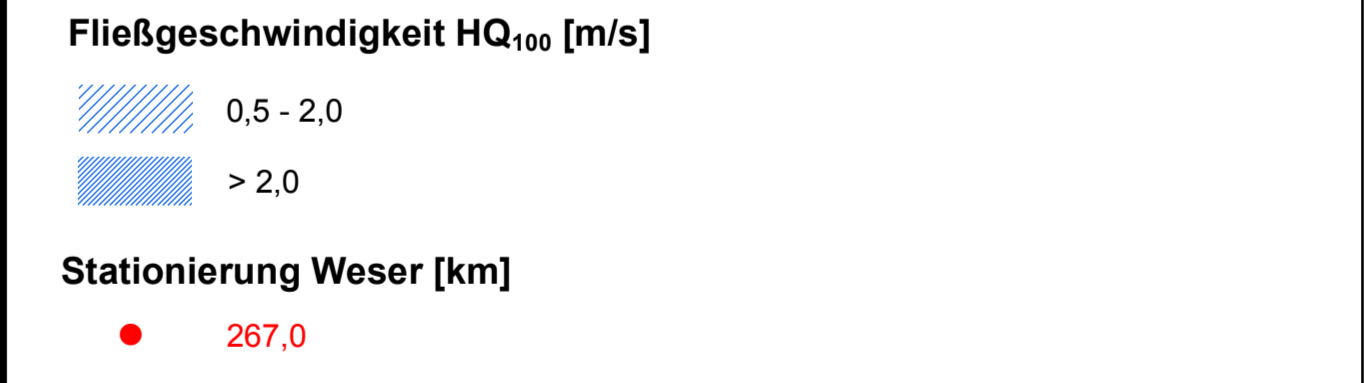 Fließgeschwindigkeit HQ₁₀₀ [m/s]
0,5 - 2,0
> 2,0
Stationierung Weser [km]
267,0